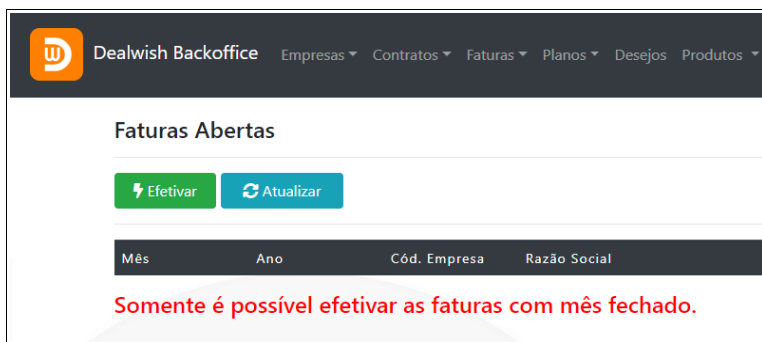 Dealwish Backoffice Empresas Contratos Faturas Planos Desejos Produtos
Faturas Abertas
Efetivar Atualizar
Mês Ano Cód. Empresa Razão Social
Somente é possível efetivar as faturas com mês fechado.